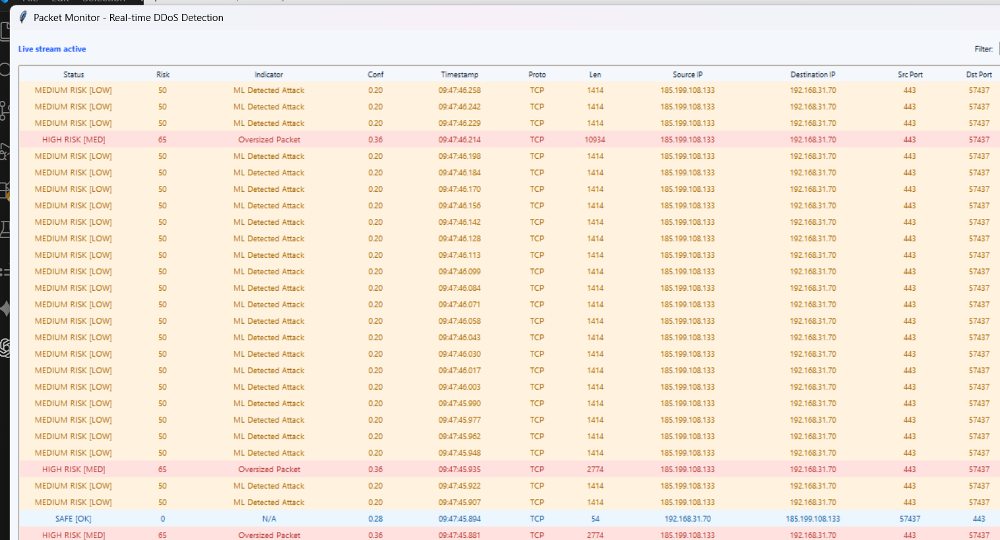 File Edit Selection
Packet Monitor - Real-time DDoS Detection
Live stream active Filter:
Status Risk Indicator Conf Timestamp Proto Len Source IP Destination IP Src Port Dst Port
MEDIUM RISK [LOW] 50 ML Detected Attack 0.20 09:47:46.258 TCP 1414 185.199.108.133 192.168.31.70 443 57437
MEDIUM RISK [LOW] 50 ML Detected Attack 0.20 09:47:46.242 TCP 1414 185.199.108.133 192.168.31.70 443 57437
MEDIUM RISK [LOW] 50 ML Detected Attack 0.20 09:47:46.229 TCP 1414 185.199.108.133 192.168.31.70 443 57437
HIGH RISK [MED] 65 Oversized Packet 0.36 09:47:46.214 TCP 10934 185.199.108.133 192.168.31.70 443 57437
MEDIUM RISK [LOW] 50 ML Detected Attack 0.20 09:47:46.198 TCP 1414 185.199.108.133 192.168.31.70 443 57437
MEDIUM RISK [LOW] 50 ML Detected Attack 0.20 09:47:46.184 TCP 1414 185.199.108.133 192.168.31.70 443 57437
MEDIUM RISK [LOW] 50 ML Detected Attack 0.20 09:47:46.170 TCP 1414 185.199.108.133 192.168.31.70 443 57437
MEDIUM RISK [LOW] 50 ML Detected Attack 0.20 09:47:46.156 TCP 1414 185.199.108.133 192.168.31.70 443 57437
MEDIUM RISK [LOW] 50 ML Detected Attack 0.20 09:47:46.142 TCP 1414 185.199.108.133 192.168.31.70 443 57437
MEDIUM RISK [LOW] 50 ML Detected Attack 0.20 09:47:46.128 TCP 1414 185.199.108.133 192.168.31.70 443 57437
MEDIUM RISK [LOW] 50 ML Detected Attack 0.20 09:47:46.113 TCP 1414 185.199.108.133 192.168.31.70 443 57437
MEDIUM RISK [LOW] 50 ML Detected Attack 0.20 09:47:46.099 TCP 1414 185.199.108.133 192.168.31.70 443 57437
MEDIUM RISK [LOW] 50 ML Detected Attack 0.20 09:47:46.084 TCP 1414 185.199.108.133 192.168.31.70 443 57437
MEDIUM RISK [LOW] 50 ML Detected Attack 0.20 09:47:46.071 TCP 1414 185.199.108.133 192.168.31.70 443 57437
MEDIUM RISK [LOW] 50 ML Detected Attack 0.20 09:47:46.058 TCP 1414 185.199.108.133 192.168.31.70 443 57437
MEDIUM RISK [LOW] 50 ML Detected Attack 0.20 09:47:46.043 TCP 1414 185.199.108.133 192.168.31.70 443 57437
MEDIUM RISK [LOW] 50 ML Detected Attack 0.20 09:47:46.030 TCP 1414 185.199.108.133 192.168.31.70 443 57437
MEDIUM RISK [LOW] 50 ML Detected Attack 0.20 09:47:46.017 TCP 1414 185.199.108.133 192.168.31.70 443 57437
MEDIUM RISK [LOW] 50 ML Detected Attack 0.20 09:47:46.003 TCP 1414 185.199.108.133 192.168.31.70 443 57437
MEDIUM RISK [LOW] 50 ML Detected Attack 0.20 09:47:45.990 TCP 1414 185.199.108.133 192.168.31.70 443 57437
MEDIUM RISK [LOW] 50 ML Detected Attack 0.20 09:47:45.977 TCP 1414 185.199.108.133 192.168.31.70 443 57437
MEDIUM RISK [LOW] 50 ML Detected Attack 0.20 09:47:45.962 TCP 1414 185.199.108.133 192.168.31.70 443 57437
MEDIUM RISK [LOW] 50 ML Detected Attack 0.20 09:47:45.948 TCP 1414 185.199.108.133 192.168.31.70 443 57437
HIGH RISK [MED] 65 Oversized Packet 0.36 09:47:45.935 TCP 2774 185.199.108.133 192.168.31.70 443 57437
MEDIUM RISK [LOW] 50 ML Detected Attack 0.20 09:47:45.922 TCP 1414 185.199.108.133 192.168.31.70 443 57437
MEDIUM RISK [LOW] 50 ML Detected Attack 0.20 09:47:45.907 TCP 1414 185.199.108.133 192.168.31.70 443 57437
SAFE [OK] 0 N/A 0.28 09:47:45.894 TCP 54 192.168.31.70 185.199.108.133 57437 443
HIGH RISK [MED] 65 Oversized Packet 0.36 09:47:45.881 TCP 2774 185.199.108.133 192.168.31.70 443 57437